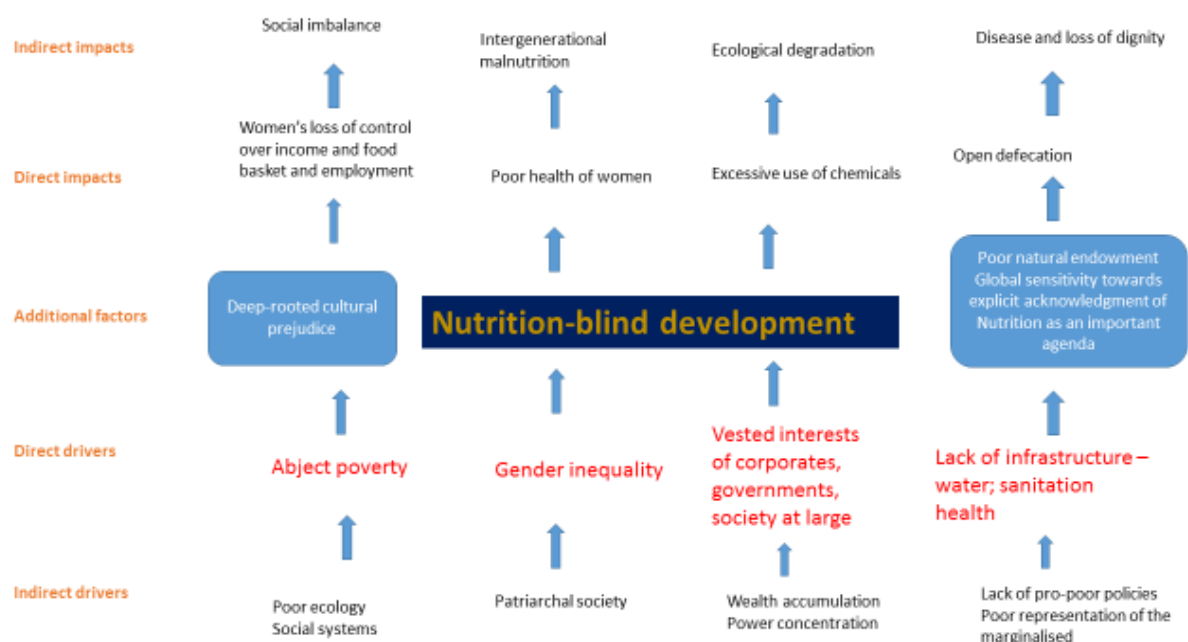 Indirect impacts
Social imbalance
Intergenerational
malnutrition
Ecological degradation
Disease and loss of dignity
Direct impacts
Women's loss of control
over income and food
basket and employment
Poor health of women
Excessive use of chemicals
Open defecation
Additional factors
Deep-rooted cultural
prejudice
Nutrition-blind development
Poor natural endowment
Global sensitivity towards
explicit acknowledgment of
Nutrition as an important
agenda
Direct drivers
Abject poverty
Gender inequality
Vested interests
of corporates,
governments,
society at large
Lack of infrastructure –
water; sanitation
health
Indirect drivers
Poor ecology
Social systems
Patriarchal society
Wealth accumulation
Power concentration
Lack of pro-poor policies
Poor representation of the
marginalised